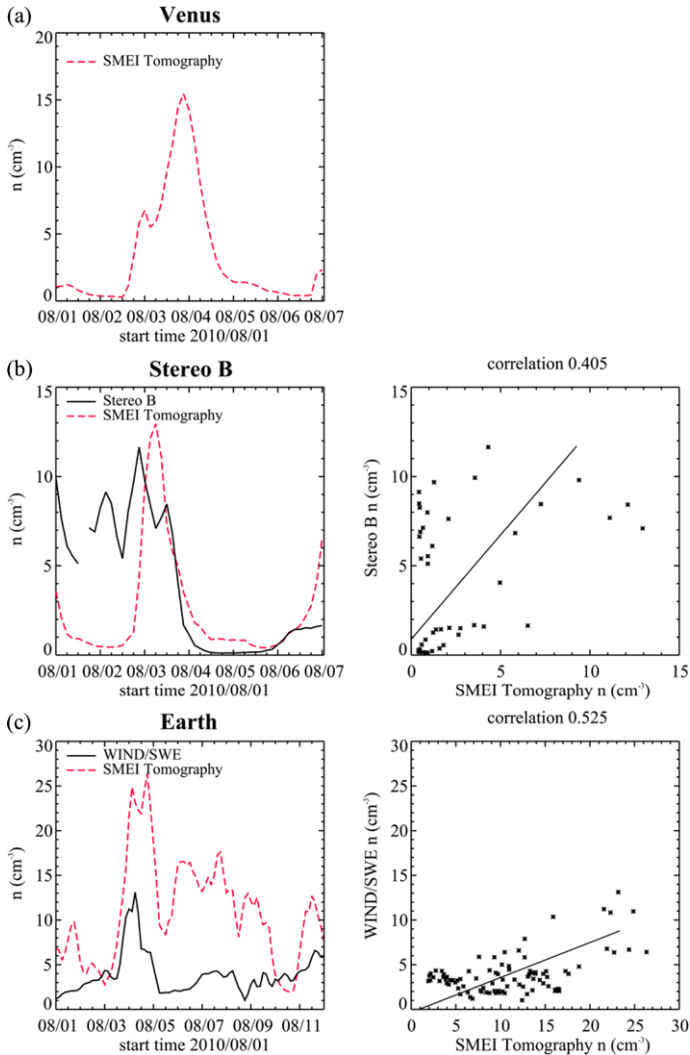 (a)
Venus
20
15
10
5
0
n (cm⁻³)
SMEI Tomography
08/01 08/02 08/03 08/04 08/05 08/06 08/07
start time 2010/08/01
(b)
Stereo B
15
10
5
0
n (cm⁻³)
Stereo B
SMEI Tomography
08/01 08/02 08/03 08/04 08/05 08/06 08/07
start time 2010/08/01
correlation 0.405
15
10
5
0
Stereo B n (cm⁻³)
0 5 10 15
SMEI Tomography n (cm⁻³)
(c)
Earth
30
25
20
15
10
5
0
n (cm⁻³)
WIND/SWE
SMEI Tomography
08/01 08/03 08/05 08/07 08/09 08/11
start time 2010/08/01
correlation 0.525
30
25
20
15
10
5
0
WIND/SWE n (cm⁻³)
0 5 10 15 20 25 30
SMEI Tomography n (cm⁻³)